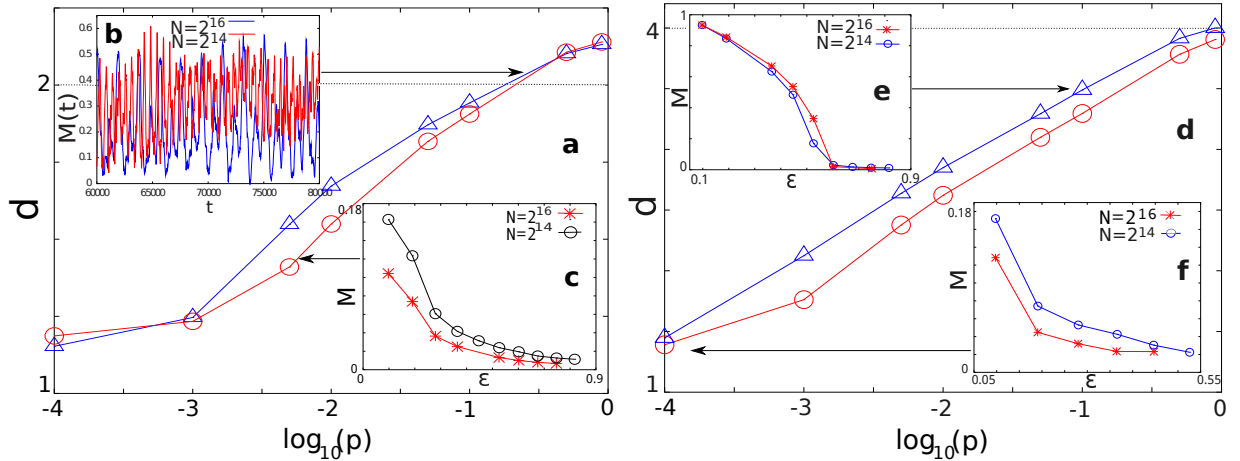 b
N=2^16
N=2^14
M(t)
0.6
0.5
0.4
0.3
0.2
0.1
0
60000 65000 70000 75000 80000
t
a
0.18
N=2^16
N=2^14
c
M
0 ε 0.9
d
2
1
-4 -3 -2 -1 0
log10(p)
1
N=2^16
N=2^14
e
M
0
0.1 ε 0.9
d
0.18
N=2^16
N=2^14
f
M
0
0.05 ε 0.55
d
4
1
-4 -3 -2 -1 0
log10(p)